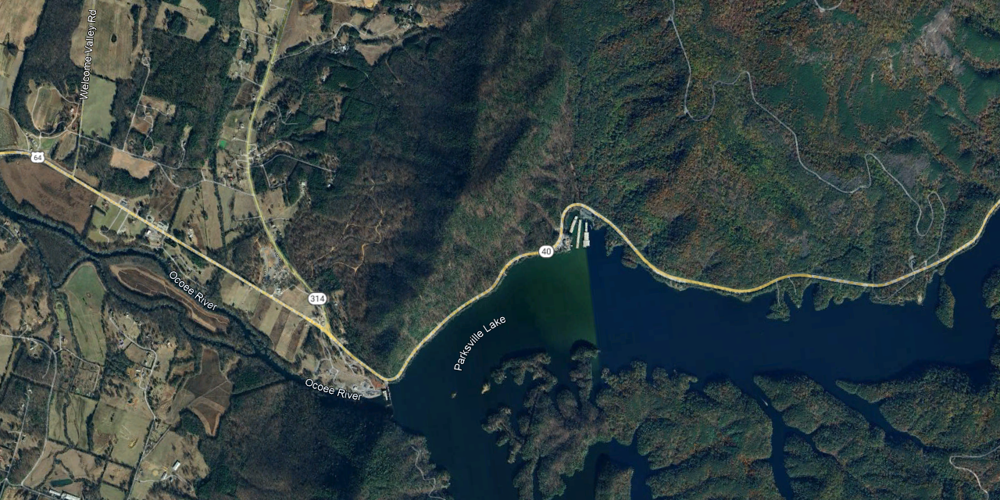 Welcome Valley Rd
64
40
Ocoee River
314
Parksville Lake
Ocoee River